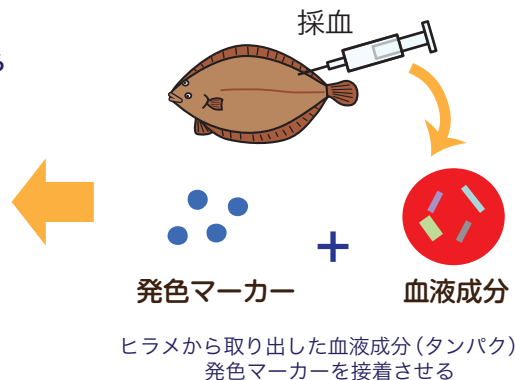 採血
発色マーカー
+
血液成分
ヒラメから取り出した血液成分(タンパク)
発色マーカーを接着させる